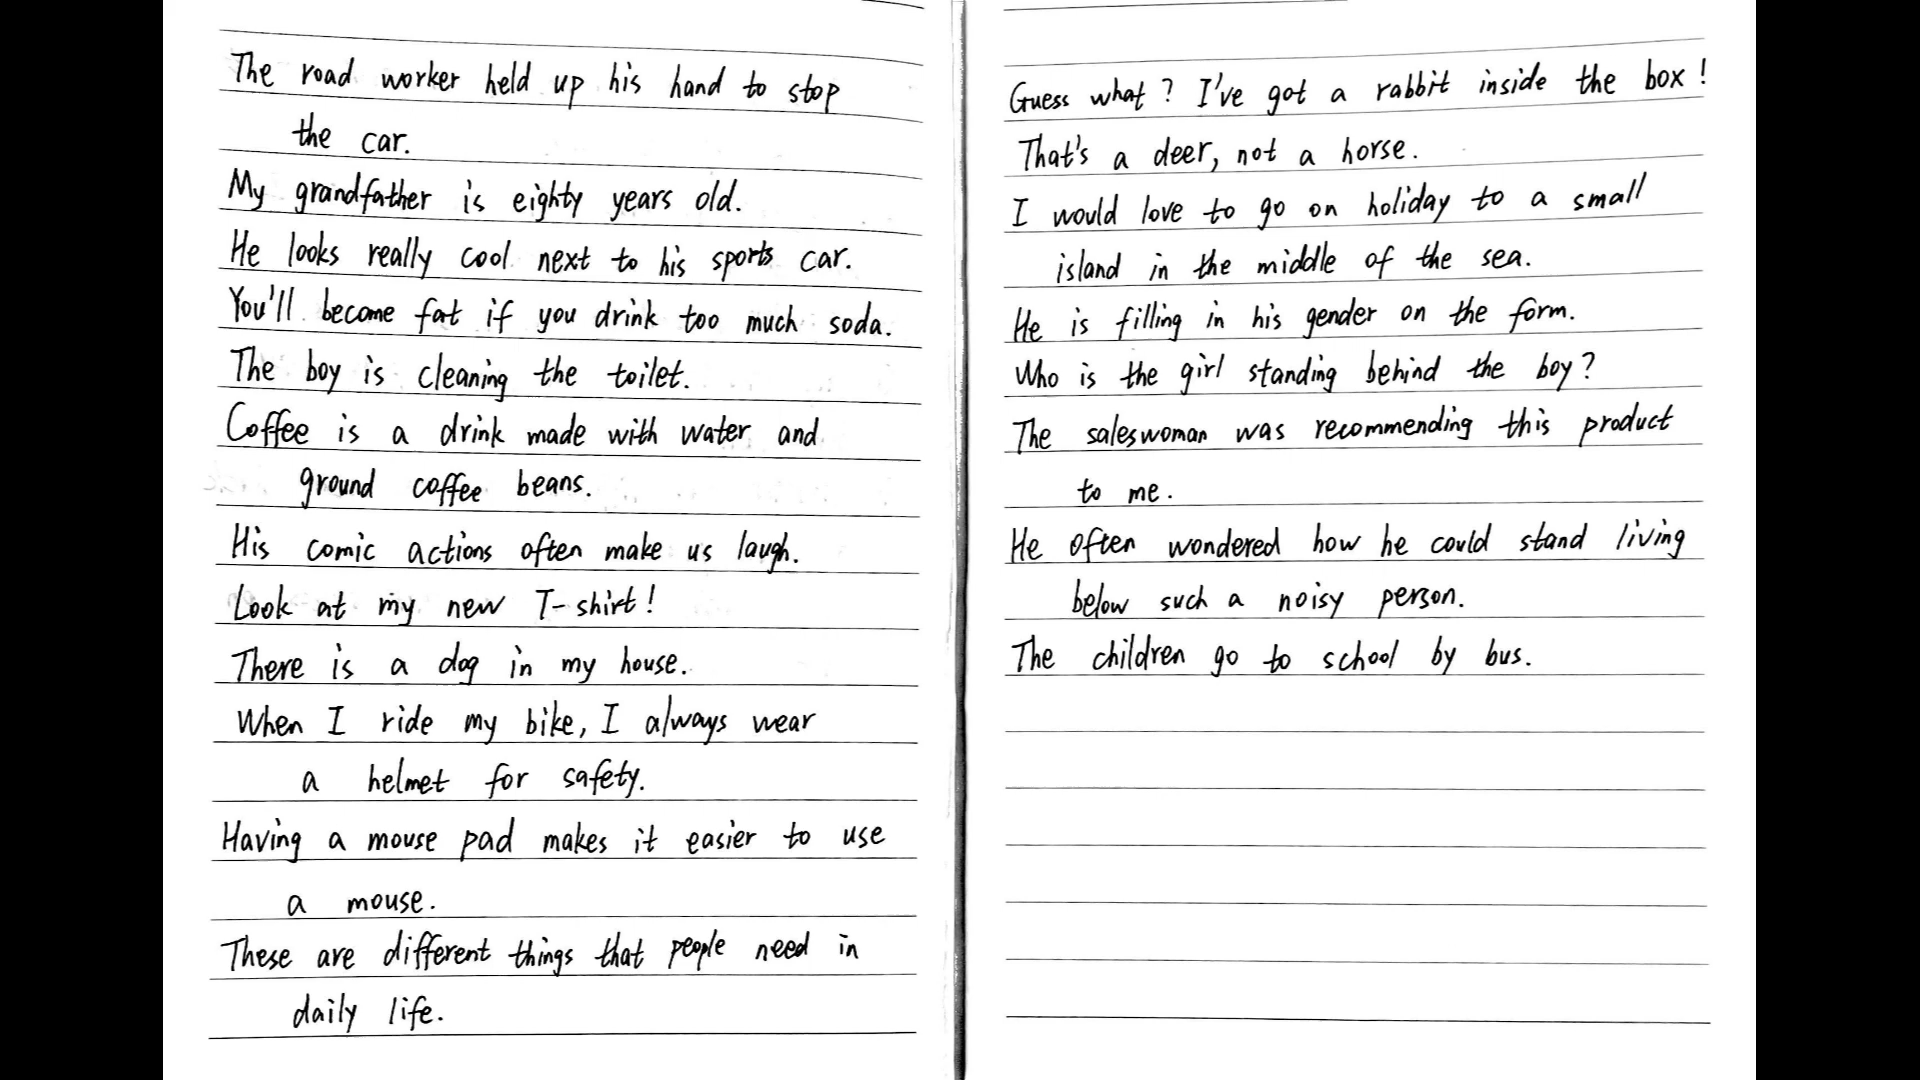 The road worker held up his hand to stop
the car.
My grandfather is eighty years old.
He looks really cool next to his sports car.
You'll become fat if you drink too much soda.
The boy is cleaning the toilet.
Coffee is a drink made with water and
ground coffee beans.
His comic actions often make us laugh.
Look at my new T-shirt!
There is a dog in my house.
When I ride my bike, I always wear
a helmet for safety.
Having a mouse pad makes it easier to use
a mouse.
These are different things that people need in
daily life.
Guess what? I've got a rabbit inside the box!
That's a deer, not a horse.
I would love to go on holiday to a small
island in the middle of the sea.
He is filling in his gender on the form.
Who is the girl standing behind the boy?
The saleswoman was recommending this product
to me.
He often wondered how he could stand living
below such a noisy person.
The children go to school by bus.